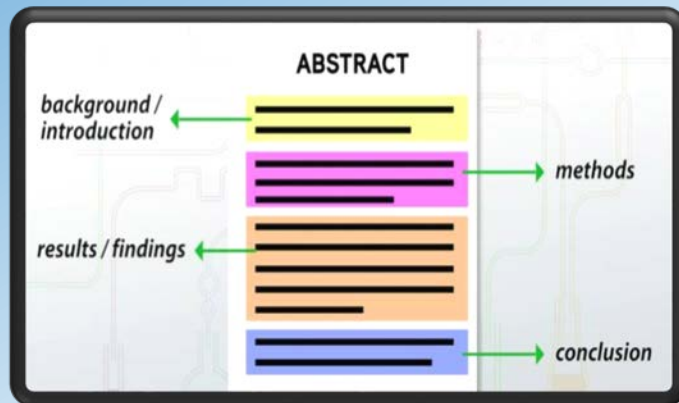 ABSTRACT
background /
introduction
methods
results / findings
conclusion